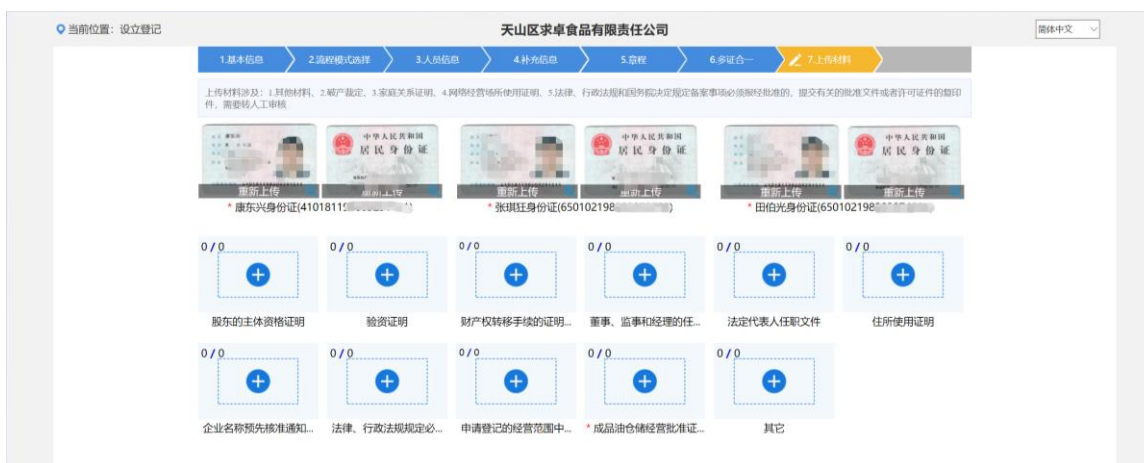 当前位置：设立登记
天山区求卓食品有限责任公司
简体中文
1.基本信息
2.流程模式选择
3.人员信息
4.补充信息
5.章程
6.多证合一
7.上传材料
上传材料涉及：1.其他材料、2.破产裁定、3.家庭关系证明、4.网络经营场所使用证明、5.法律、行政法规和国务院决定规定备案事项必须报经批准的，提交有关的批准文件或者许可证件的复印
件，需要转人工审核
中华人民共和国
居民身份证
中华人民共和国
居民身份证
中华人民共和国
居民身份证
重新上传
重新上传
重新上传
重新上传
重新上传
重新上传
* 康东兴身份证(4101811
* 张琪狂身份证(650102198
* 田伯光身份证(650102198
0 / 0
0 / 0
0 / 0
0 / 0
0 / 0
0 / 0
股东的主体资格证明
验资证明
财产权转移手续的证明...
董事、监事和经理的任...
法定代表人任职文件
住所使用证明
0 / 0
0 / 0
0 / 0
0 / 0
0 / 0
企业名称预先核准通知...
法律、行政法规规定必...
申请登记的经营范围中...
* 成品油仓储经营批准证...
其它